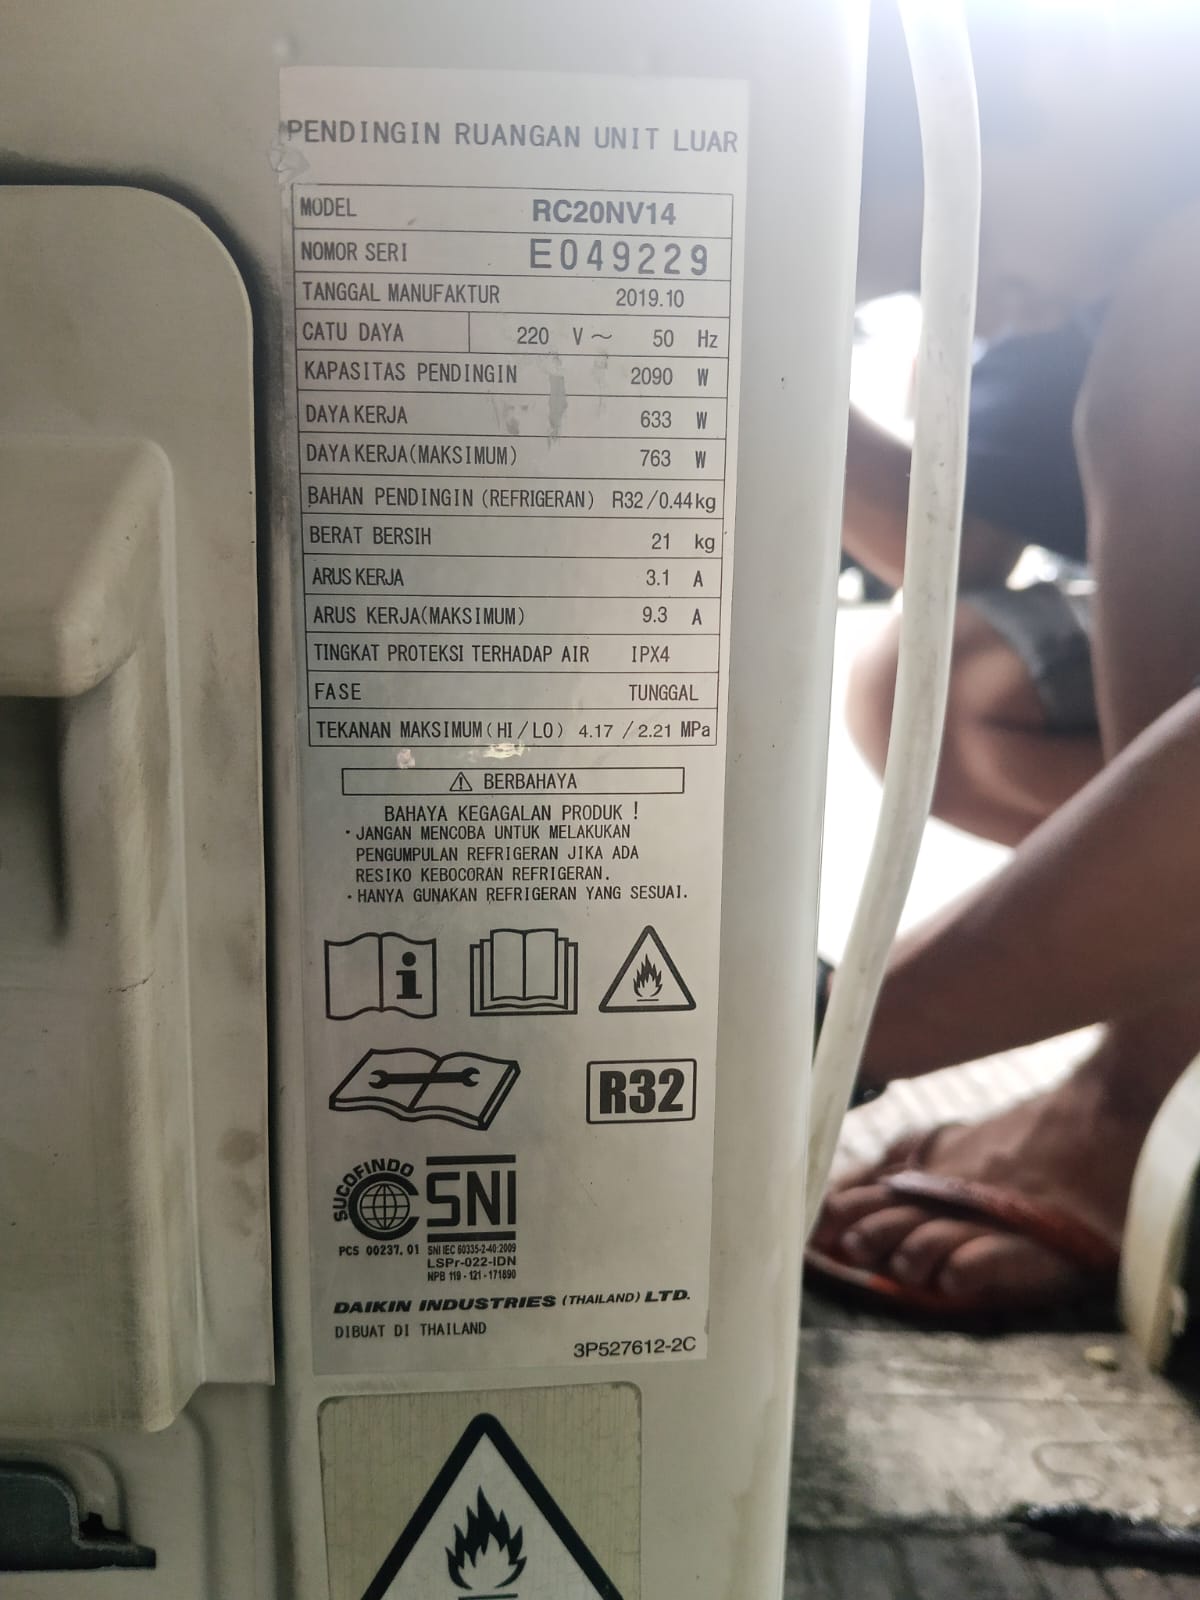 PENDINGIN RUANGAN UNIT LUAR
MODEL RC20NV14
NOMOR SERI E049229
TANGGAL MANUFAKTUR 2019.10
CATU DAYA 220 V ~ 50 Hz
KAPASITAS PENDINGIN 2090 W
DAYA KERJA 633 W
DAYA KERJA(MAKSIMUM) 763 W
BAHAN PENDINGIN (REFRIGERAN) R32/0.44kg
BERAT BERSIH 21 kg
ARUS KERJA 3.1 A
ARUS KERJA(MAKSIMUM) 9.3 A
TINGKAT PROTEKSI TERHADAP AIR IPX4
FASE TUNGGAL
TEKANAN MAKSIMUM(HI/LO) 4.17 / 2.21 MPa
⚠ BERBAHAYA
BAHAYA KEGAGALAN PRODUK !
・JANGAN MENCOBA UNTUK MELAKUKAN
PENGUMPULAN REFRIGERAN JIKA ADA
RESIKO KEBOCORAN REFRIGERAN.
・HANYA GUNAKAN REFRIGERAN YANG SESUAI.
R32
SUCOFINDO
SNI
PCS 00237.01
SNI IEC 60335-2-40:2009
LSPr-022-IDN
NPB 119-121-171890
DAIKIN INDUSTRIES (THAILAND) LTD.
DIBUAT DI THAILAND
3P527612-2C